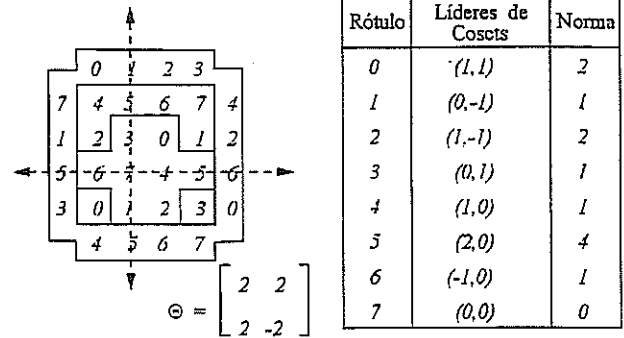 0 1 2 3
7 4 5 6 7 4
1 2 3 0 1 2
5 6 7 4 5 6
3 0 1 2 3 0
4 5 6 7
Θ =
2 2
2 -2
Rótulo Líderes de Cosets Norma
0 (1,1) 2
1 (0,-1) 1
2 (1,-1) 2
3 (0,1) 1
4 (1,0) 1
5 (2,0) 4
6 (-1,0) 1
7 (0,0) 0